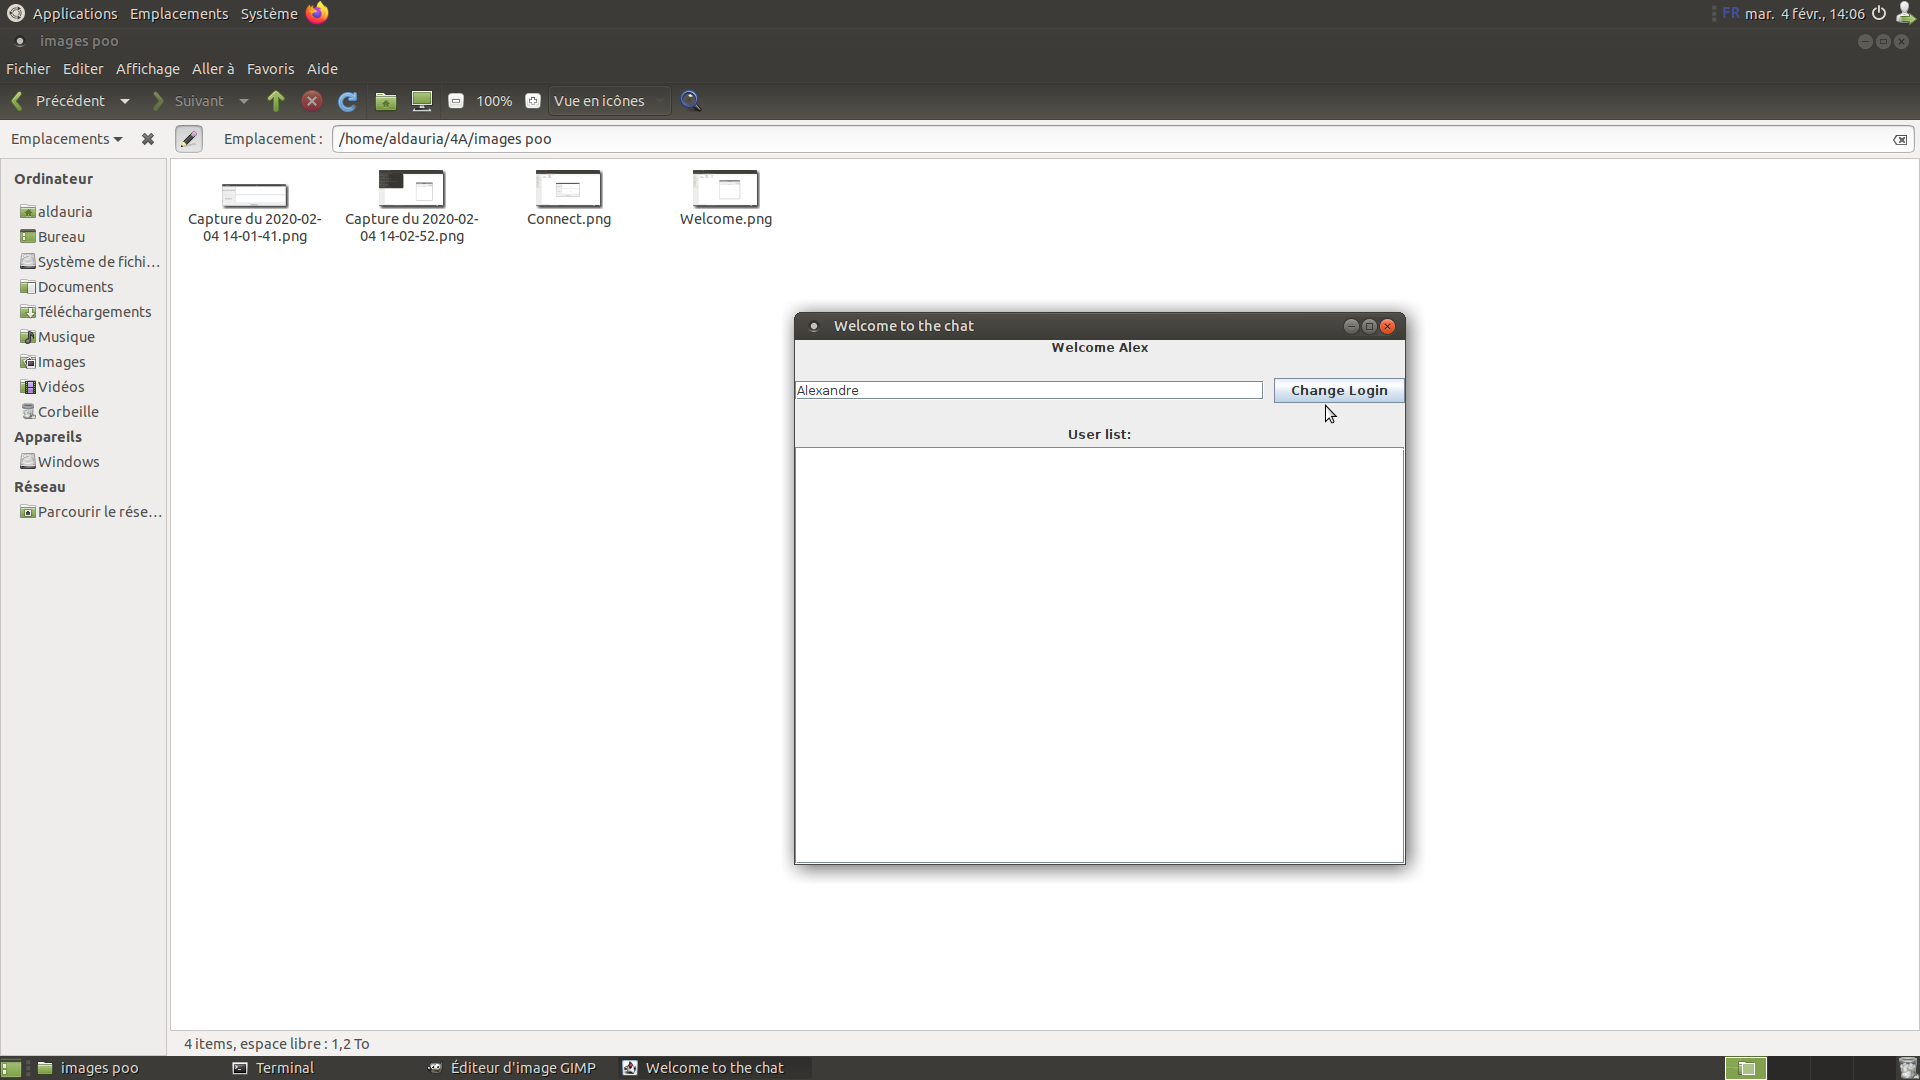 Applications Emplacements Système
FR mar. 4 févr., 14:06
images poo
Fichier Editer Affichage Aller à Favoris Aide
Précédent Suivant 100% Vue en icônes
Emplacements Emplacement : /home/aldauria/4A/images poo
Ordinateur
aldauria
Bureau
Système de fichi...
Documents
Téléchargements
Musique
Images
Vidéos
Corbeille
Appareils
Windows
Réseau
Parcourir le rése...
Capture du 2020-02-
04 14-01-41.png
Capture du 2020-02-
04 14-02-52.png
Connect.png
Welcome.png
Welcome to the chat
Welcome Alex
Alexandre
Change Login
User list:
4 items, espace libre : 1,2 To
images poo
Terminal
Éditeur d'image GIMP
Welcome to the chat